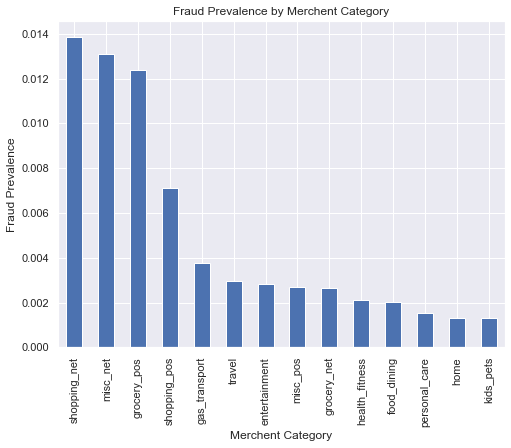 Fraud Prevalence by Merchent Category
Fraud Prevalence
0.014
0.012
0.010
0.008
0.006
0.004
0.002
0.000
shopping_net
misc_net
grocery_pos
shopping_pos
gas_transport
travel
entertainment
misc_pos
grocery_net
health_fitness
food_dining
personal_care
home
kids_pets
Merchent Category